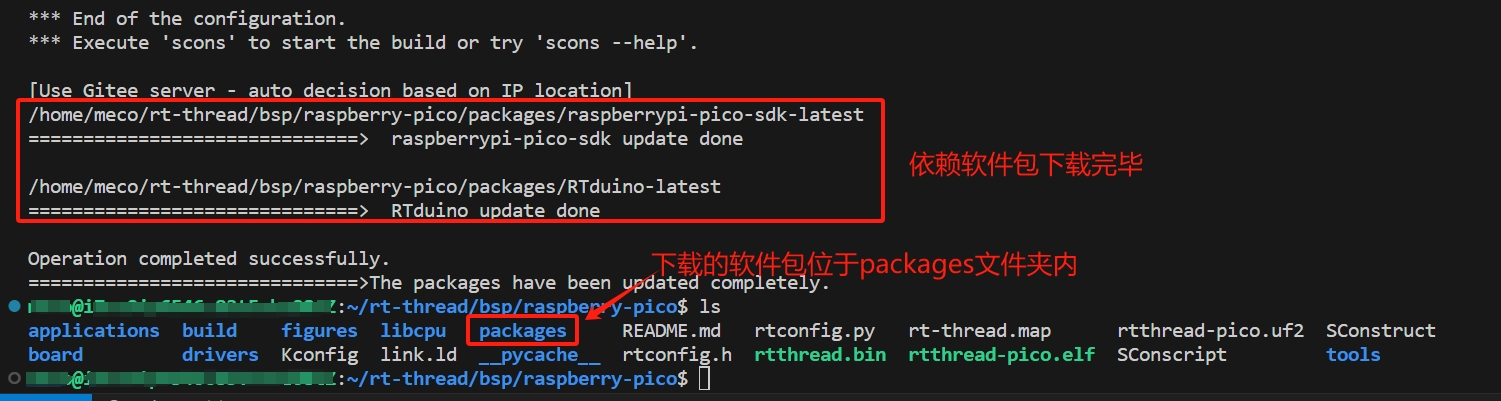 *** End of the configuration.
*** Execute 'scons' to start the build or try 'scons --help'.
[Use Gitee server - auto decision based on IP location]
/home/meco/rt-thread/bsp/raspberry-pico/packages/raspberrypi-pico-sdk-latest
==============================> raspberrypi-pico-sdk update done
依赖软件包下载完毕
/home/meco/rt-thread/bsp/raspberry-pico/packages/RTduino-latest
==============================> RTduino update done
Operation completed successfully.
下载的软件包位于packages文件夹内
==============================>The packages have been updated completely.
:~/rt-thread/bsp/raspberry-pico$ ls
applications build figures libcpu packages README.md rtconfig.py rt-thread.map rtthread-pico.uf2 SConstruct
board drivers Kconfig link.ld __pycache__ rtconfig.h rtthread.bin rtthread-pico.elf SConscript tools
:~/rt-thread/bsp/raspberry-pico$